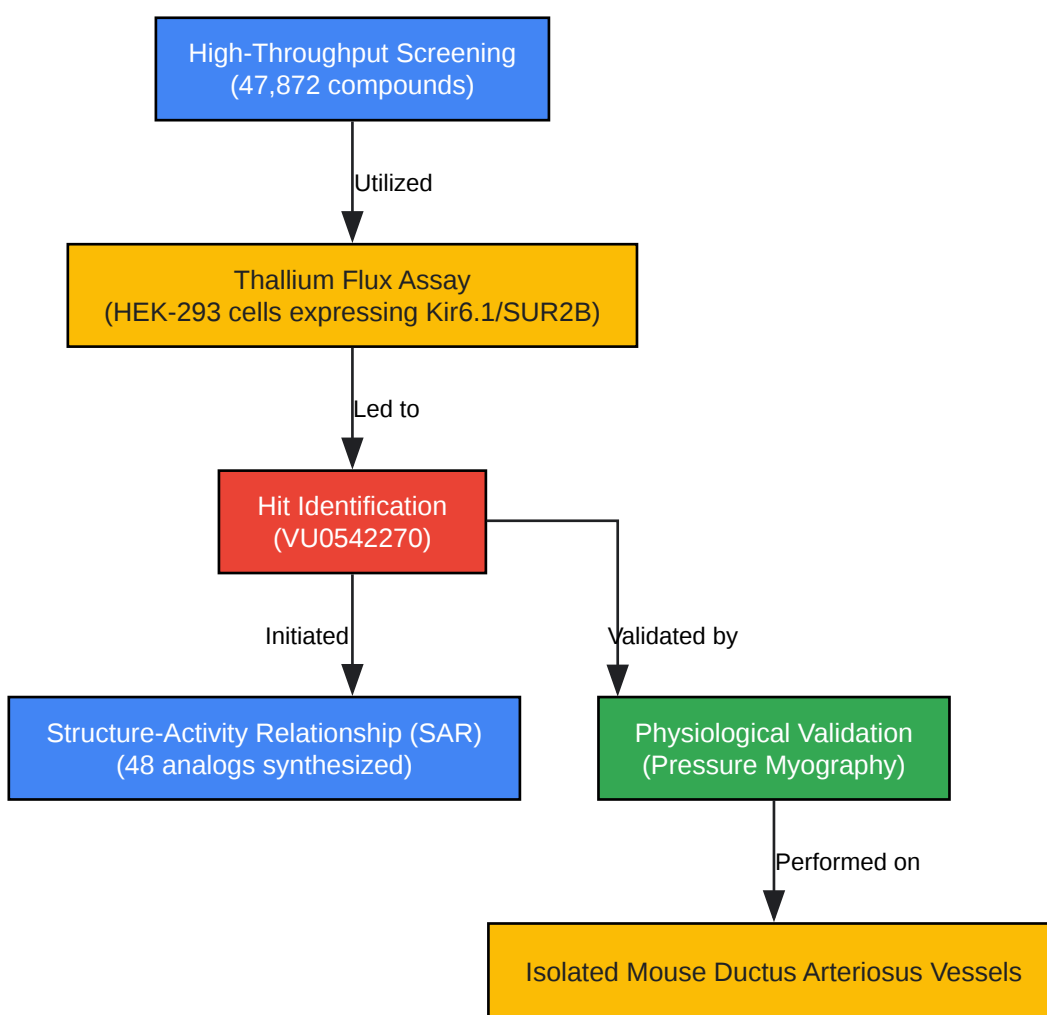 High-Throughput Screening
(47,872 compounds)
Utilized
Thallium Flux Assay
(HEK-293 cells expressing Kir6.1/SUR2B)
Led to
Hit Identification
(VU0542270)
Initiated
Validated by
Structure-Activity Relationship (SAR)
(48 analogs synthesized)
Physiological Validation
(Pressure Myography)
Performed on
Isolated Mouse Ductus Arteriosus Vessels